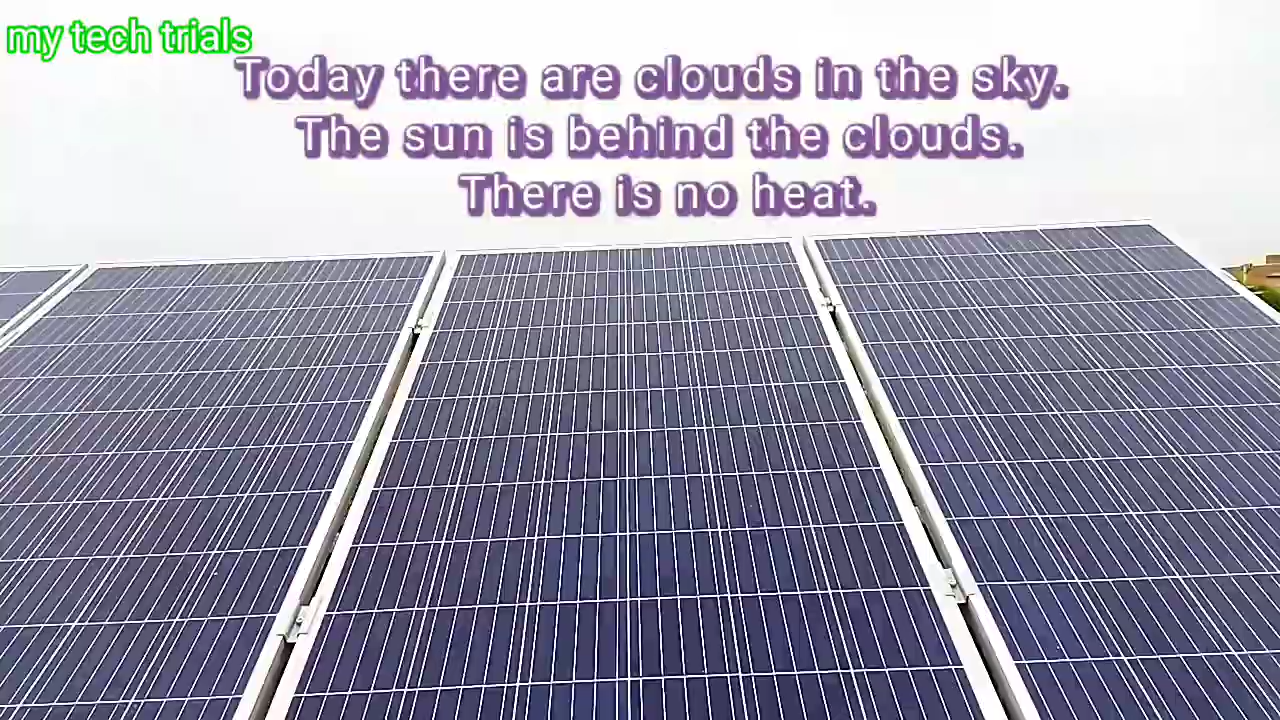 my tech trials
Today there are clouds in the sky.
The sun is behind the clouds.
There is no heat.